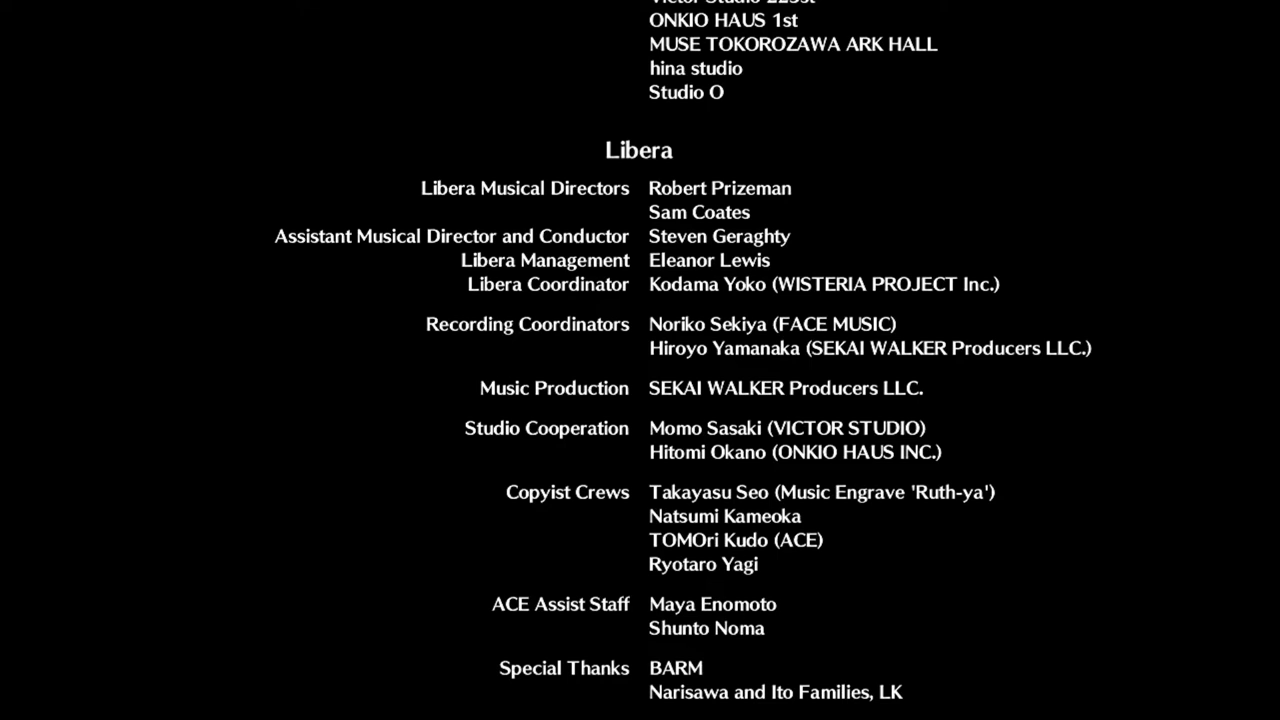 ONKIO HAUS 1st
MUSE TOKOROZAWA ARK HALL
hina studio
Studio O
Libera
Libera Musical Directors Robert Prizeman
Sam Coates
Assistant Musical Director and Conductor Steven Geraghty
Libera Management Eleanor Lewis
Libera Coordinator Kodama Yoko (WISTERIA PROJECT Inc.)
Recording Coordinators Noriko Sekiya (FACE MUSIC)
Hiroyo Yamanaka (SEKAI WALKER Producers LLC.)
Music Production SEKAI WALKER Producers LLC.
Studio Cooperation Momo Sasaki (VICTOR STUDIO)
Hitomi Okano (ONKIO HAUS INC.)
Copyist Crews Takayasu Seo (Music Engrave 'Ruth-ya')
Natsumi Kameoka
TOMOri Kudo (ACE)
Ryotaro Yagi
ACE Assist Staff Maya Enomoto
Shunto Noma
Special Thanks BARM
Narisawa and Ito Families, LK